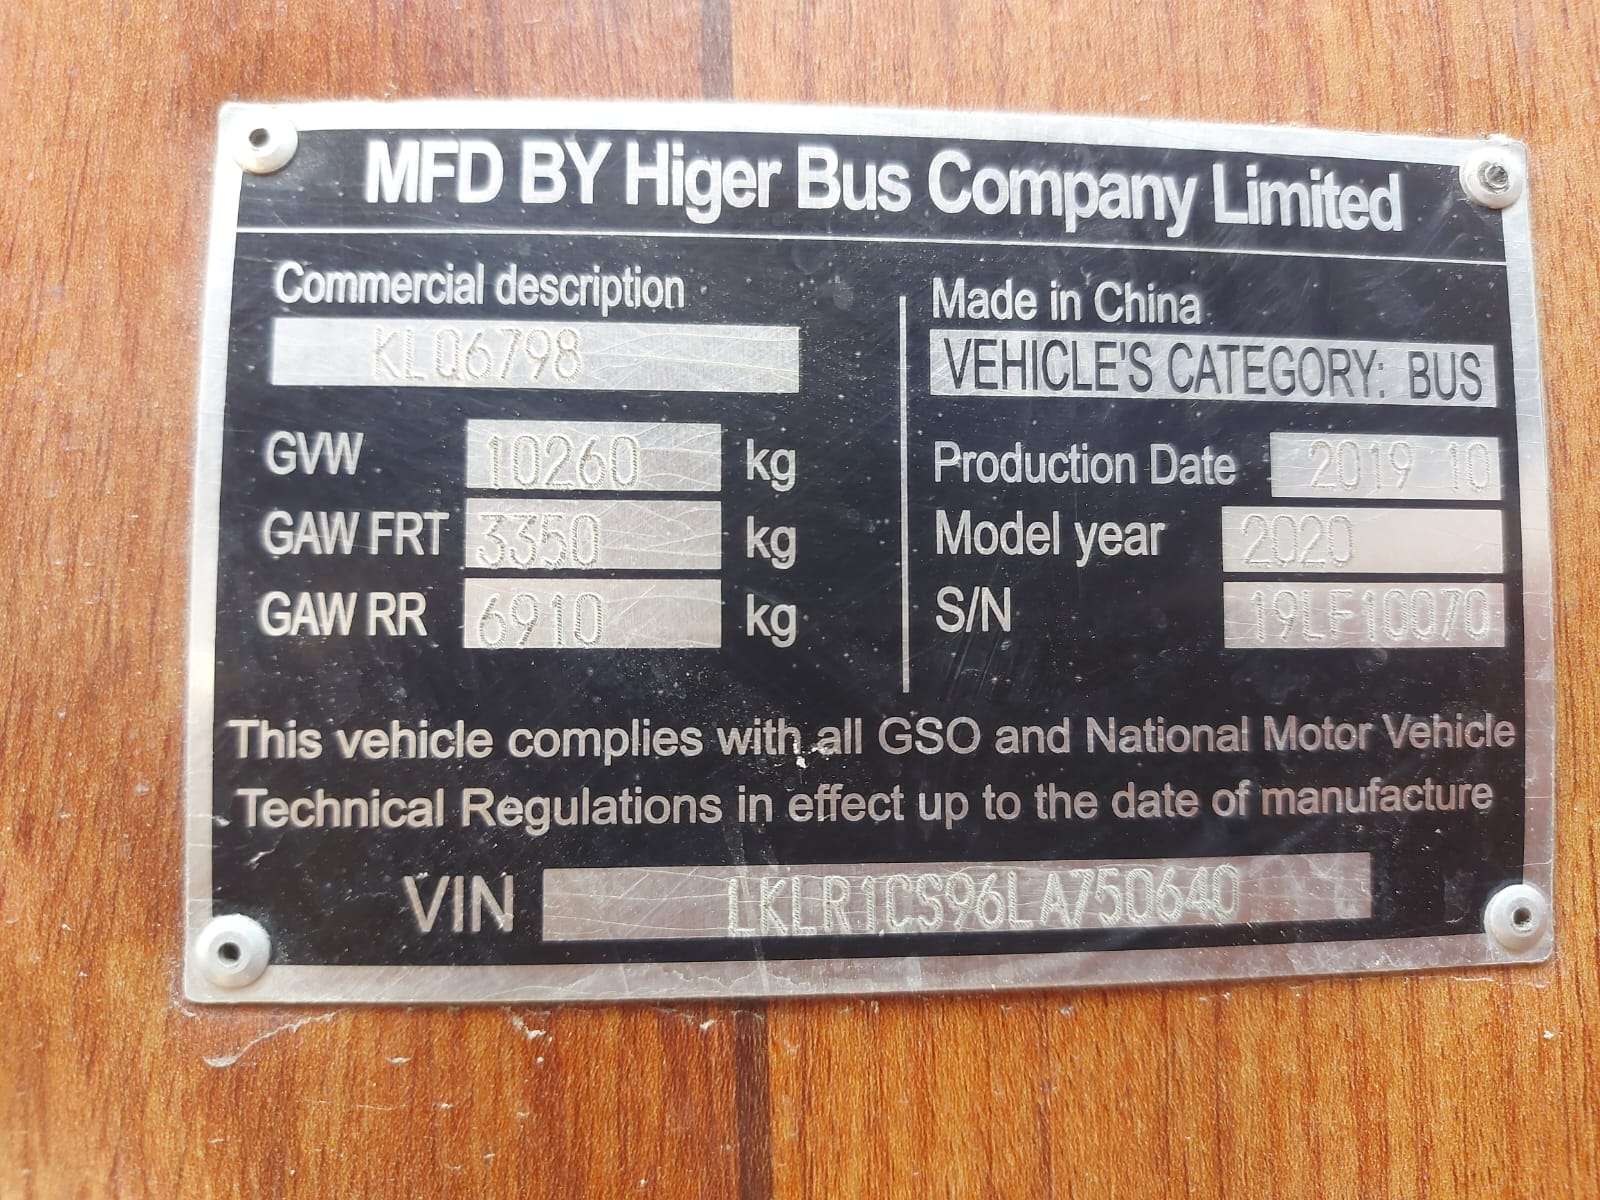 MFD BY Higer Bus Company Limited
Commercial description
KLQ6798
GVW 10260 kg
GAW FRT 3350 kg
GAW RR 6910 kg
Made in China
VEHICLE'S CATEGORY: BUS
Production Date 2019 10
Model year 2020
S/N 19LF10070
This vehicle complies with all GSO and National Motor Vehicle
Technical Regulations in effect up to the date of manufacture
VIN LKLR1CS96LA750640